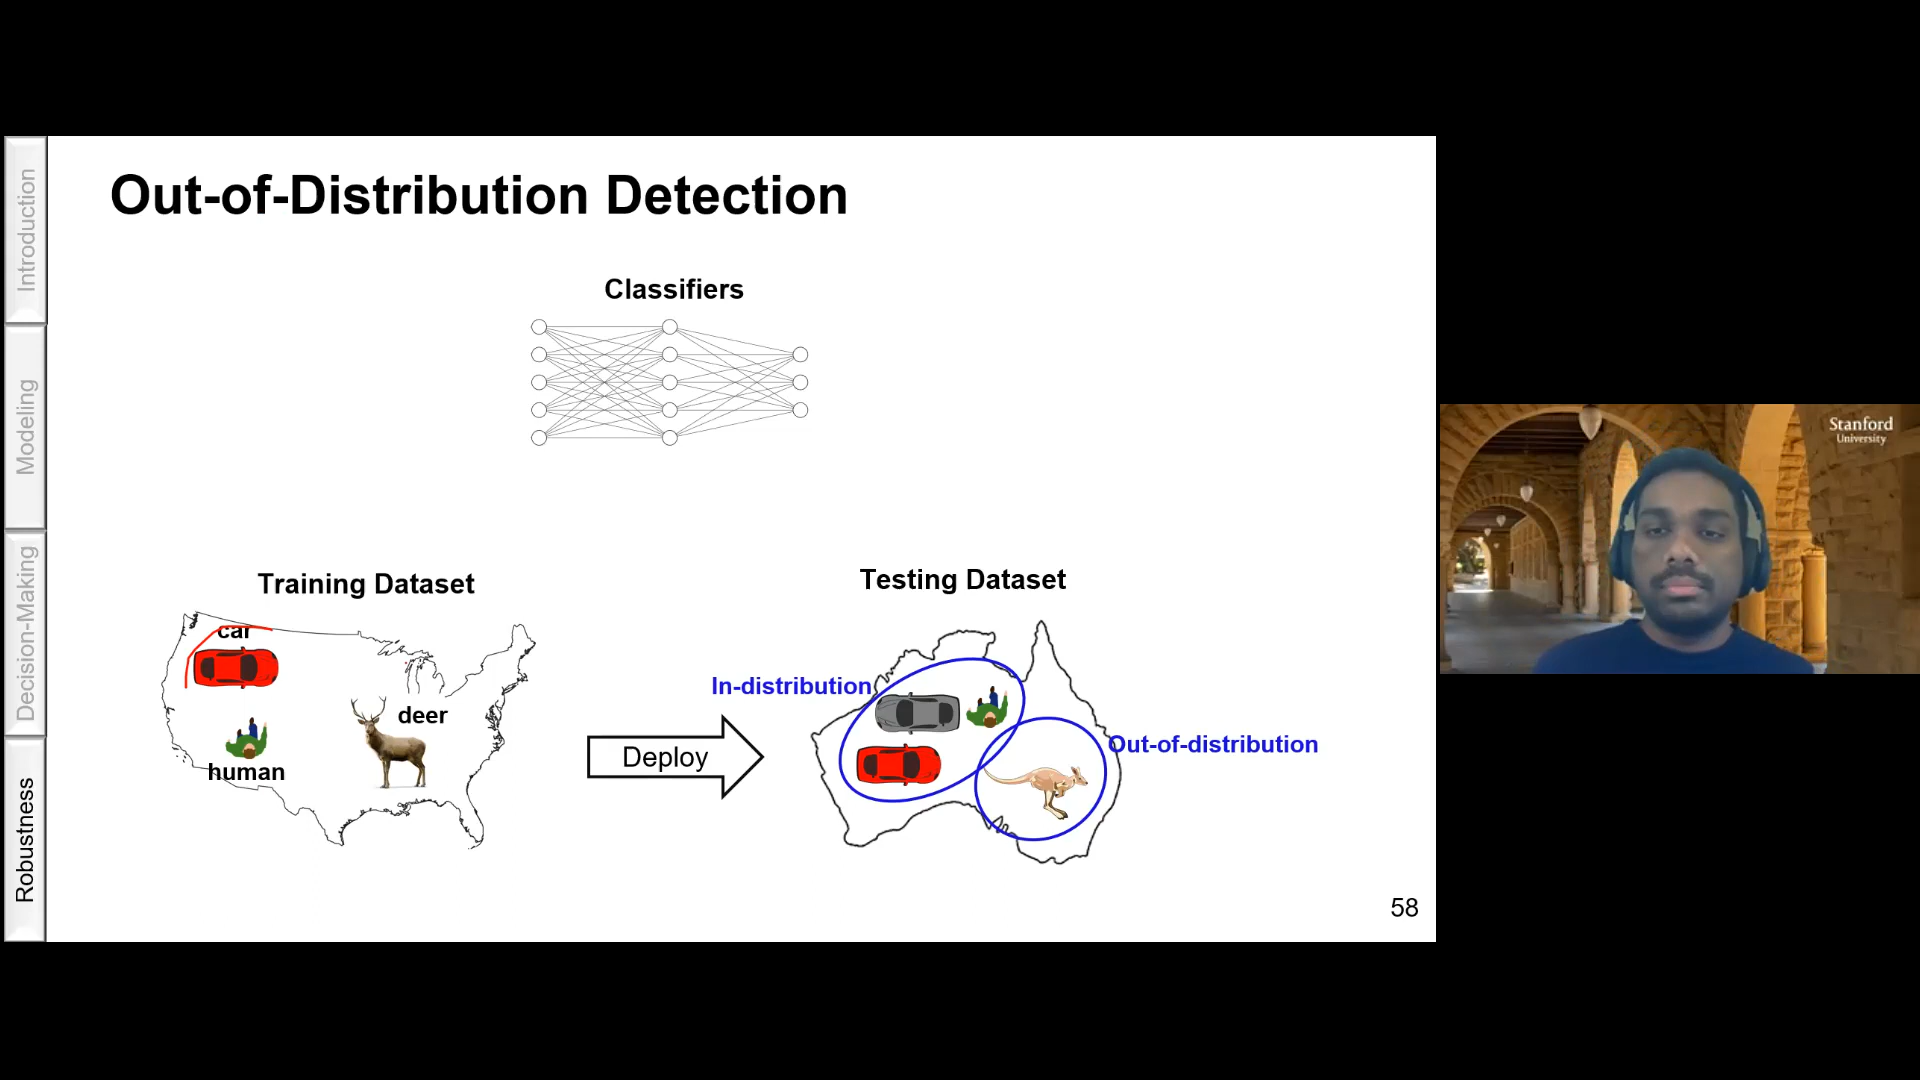 Introduction
Modeling
Decision-Making
Robustness
Out-of-Distribution Detection
Classifiers
Training Dataset
car
deer
human
Deploy
Testing Dataset
In-distribution
Out-of-distribution
58
Stanford
University